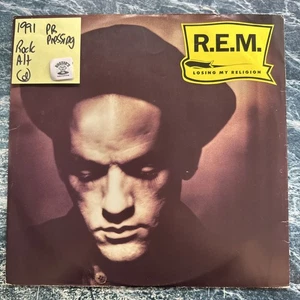 1991 PR
Pressing
Rock
Alt
R.E.M.
LOSING MY RELIGION